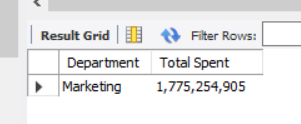 Result Grid Filter Rows:
Department Total Spent
Marketing 1,775,254,905